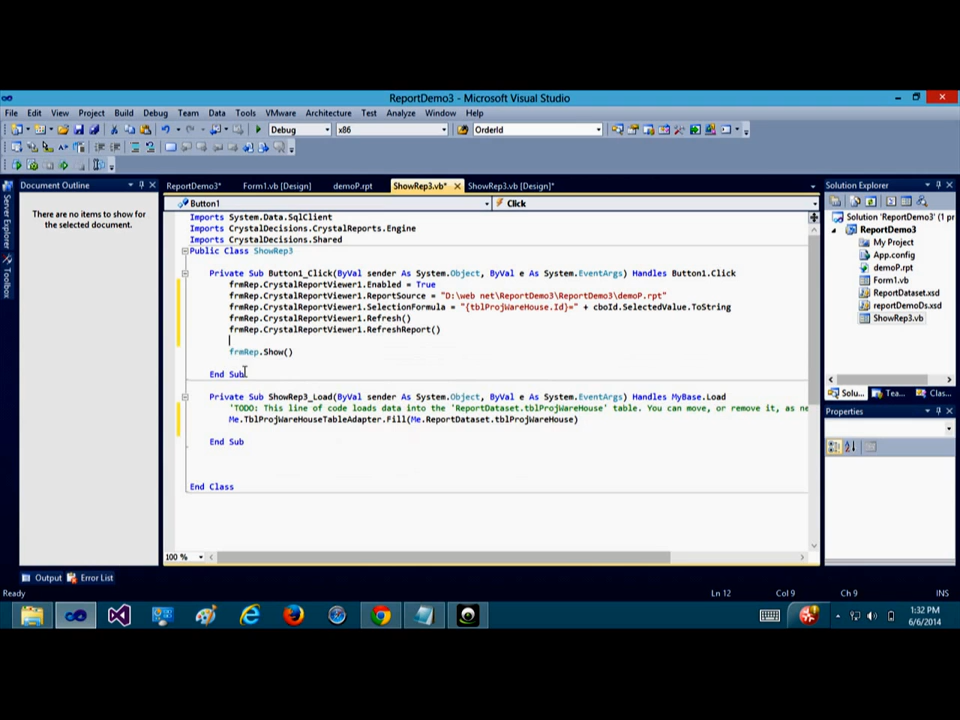 ReportDemo3 - Microsoft Visual Studio
File Edit View Project Build Debug Team Data Tools VMware Architecture Test Analyze Window Help
Debug x86 OrderId
Document Outline
ReportDemo3* Form1.vb [Design] demoP.rpt ShowRep3.vb* ShowRep3.vb [Design]*
Solution Explorer
Server Explorer
Toolbox
There are no items to show for
the selected document.
Button1 Click
Imports System.Data.SqlClient
Imports CrystalDecisions.CrystalReports.Engine
Imports CrystalDecisions.Shared
Public Class ShowRep3
Private Sub Button1_Click(ByVal sender As System.Object, ByVal e As System.EventArgs) Handles Button1.Click
frmRep.CrystalReportViewer1.Enabled = True
frmRep.CrystalReportViewer1.ReportSource = "D:\web net\ReportDemo3\ReportDemo3\demoP.rpt"
frmRep.CrystalReportViewer1.SelectionFormula = "{tblProjWareHouse.Id}=" + cboId.SelectedValue.ToString
frmRep.CrystalReportViewer1.Refresh()
frmRep.CrystalReportViewer1.RefreshReport()
frmRep.Show()
End Sub
Private Sub ShowRep3_Load(ByVal sender As System.Object, ByVal e As System.EventArgs) Handles MyBase.Load
'TODO: This line of code loads data into the 'ReportDataset.tblProjWareHouse' table. You can move, or remove it, as ne
Me.TblProjWareHouseTableAdapter.Fill(Me.ReportDataset.tblProjWareHouse)
End Sub
End Class
100 %
Solution 'ReportDemo3' (1 pr
ReportDemo3
My Project
App.config
demoP.rpt
Form1.vb
ReportDataset.xsd
reportDemoDs.xsd
ShowRep3.vb
Solu... Tea... Clas...
Properties
Output Error List
Ready Ln 12 Col 9 Ch 9 INS
1:32 PM
6/6/2014